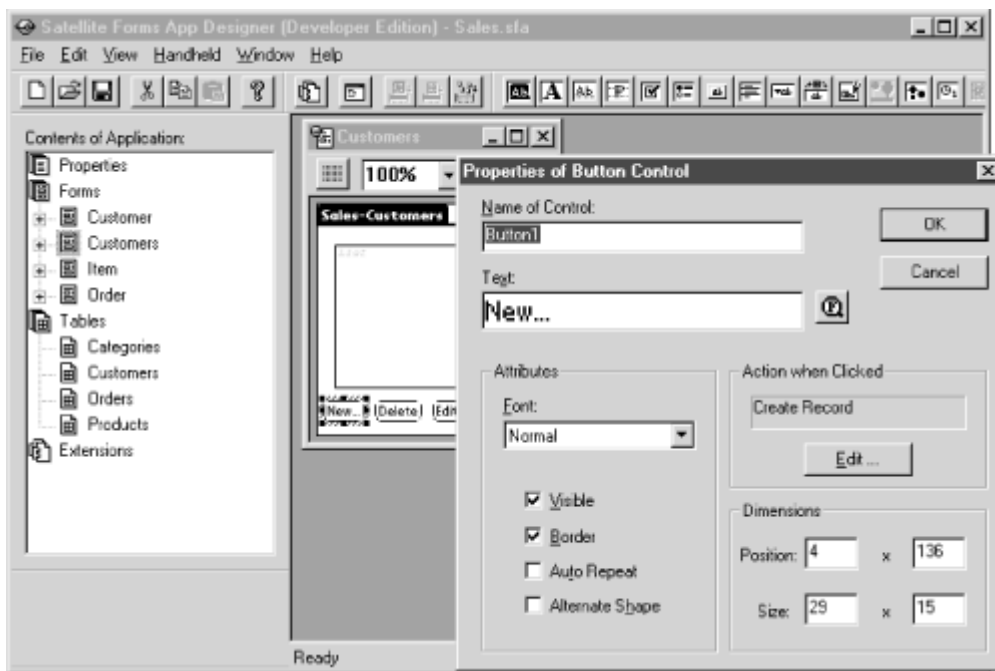 Satellite Forms App Designer (Developer Edition) - Sales.sfa
File Edit View Handheld Window Help
Contents of Application:
Properties
Forms
Customer
Customers
Item
Order
Tables
Categories
Customers
Orders
Products
Extensions
Customers
100%
Sales-Customers
New... Delete Edit
Properties of Button Control
Name of Control:
Button1
OK
Cancel
Text:
New...
Attributes
Font:
Normal
Visible
Border
Auto Repeat
Alternate Shape
Action when Clicked
Create Record
Edit ...
Dimensions
Position: 4 x 136
Size: 29 x 15
Ready